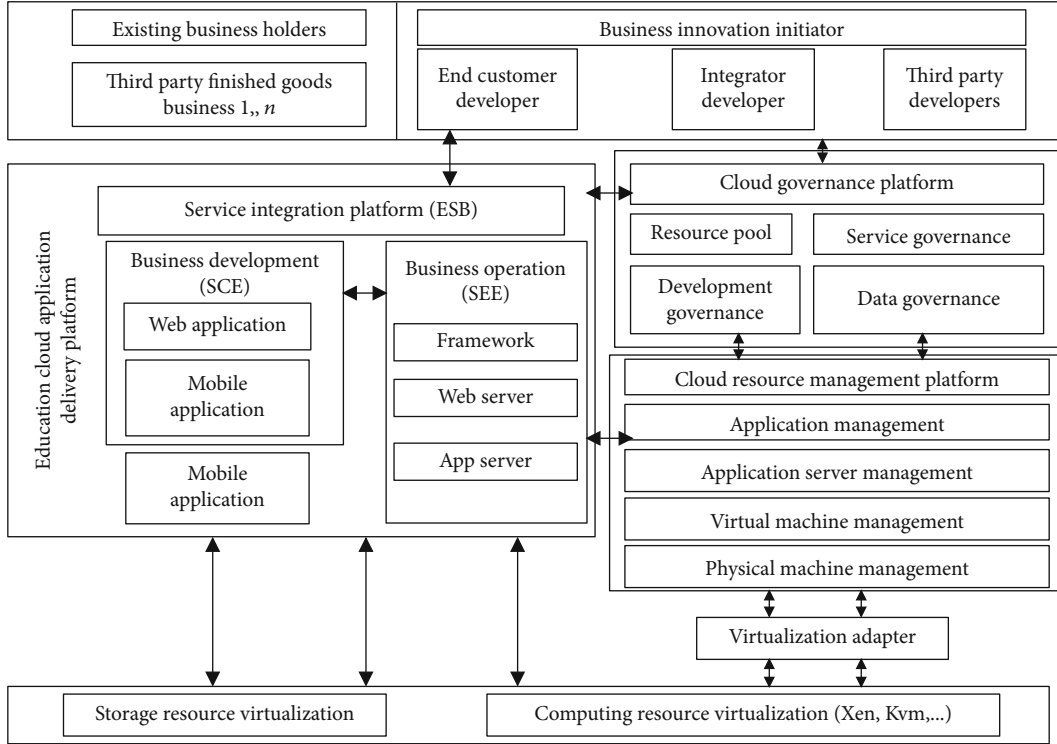 Existing business holders
Third party finished goods
business 1,, n
Business innovation initiator
End customer
developer
Integrator
developer
Third party
developers
Education cloud application
delivery platform
Service integration platform (ESB)
Business development
(SCE)
Web application
Mobile
application
Mobile
application
Business operation
(SEE)
Framework
Web server
App server
Cloud governance platform
Resource pool
Service governance
Development
governance
Data governance
Cloud resource management platform
Application management
Application server management
Virtual machine management
Physical machine management
Virtualization adapter
Storage resource virtualization
Computing resource virtualization (Xen, Kvm,...)